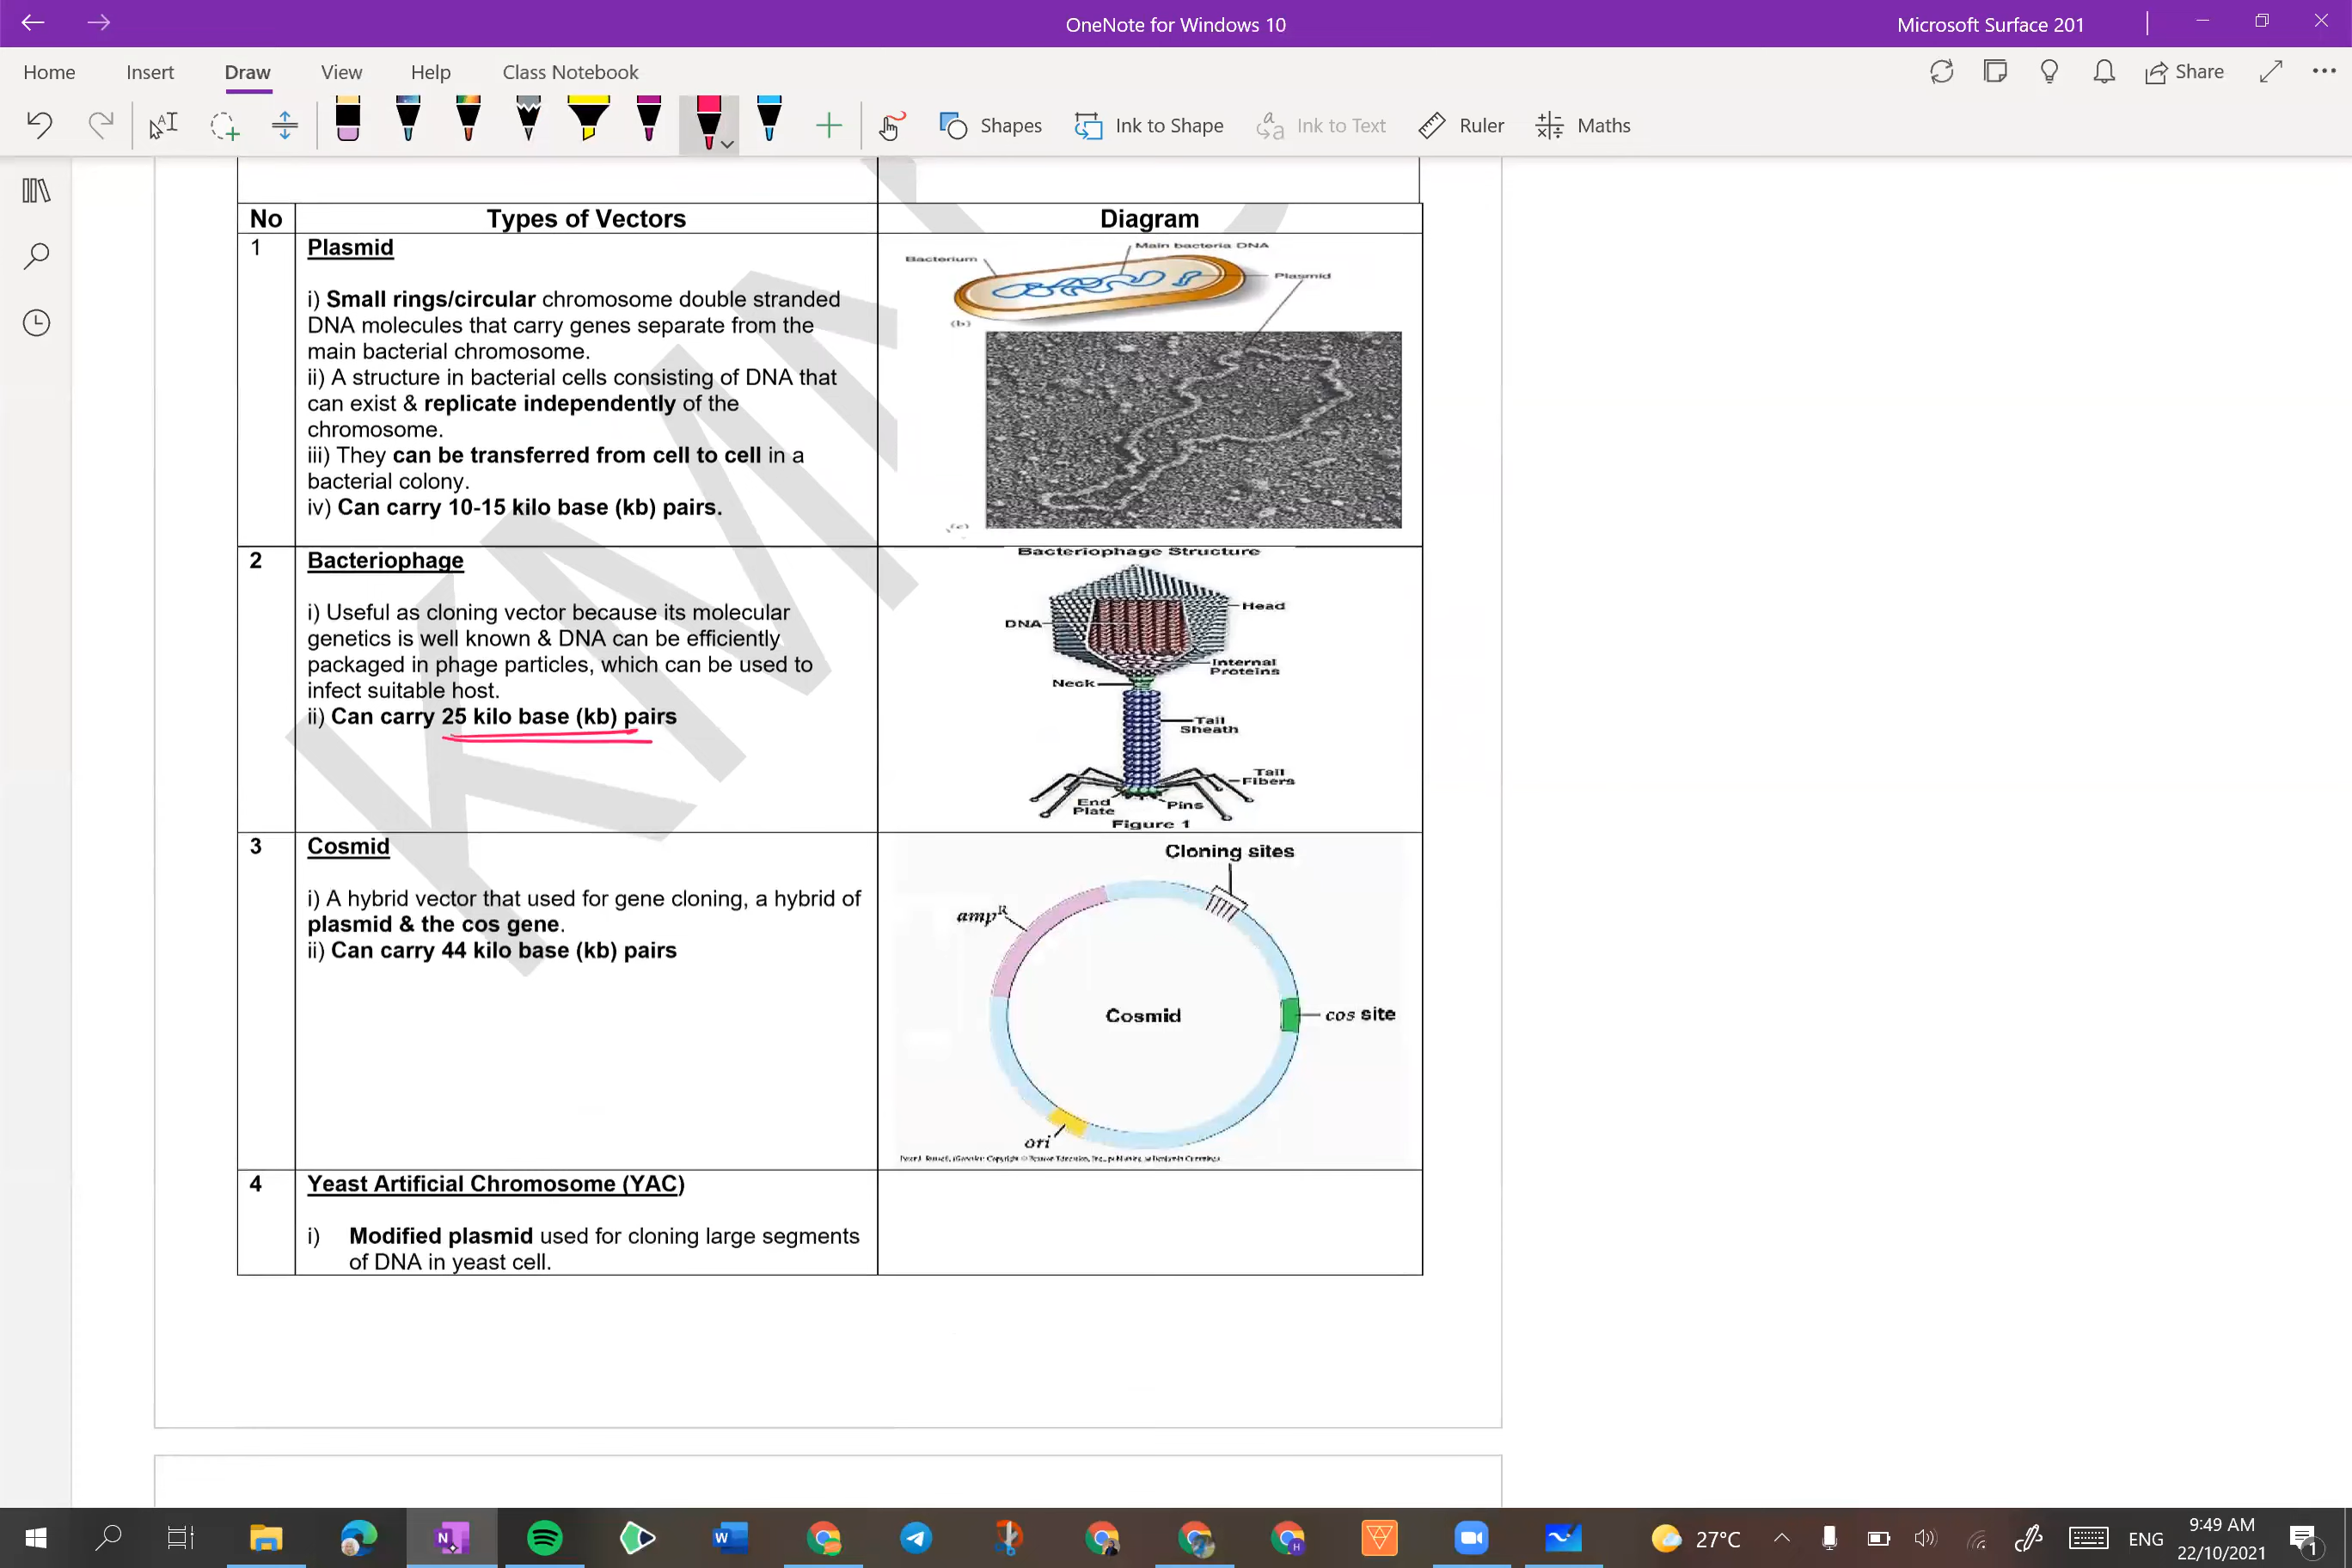 OneNote for Windows 10
Microsoft Surface 201
Home Insert Draw View Help Class Notebook
Share
Shapes Ink to Shape Ink to Text Ruler Maths
No Types of Vectors Diagram
1 Plasmid
i) Small rings/circular chromosome double stranded
DNA molecules that carry genes separate from the
main bacterial chromosome.
ii) A structure in bacterial cells consisting of DNA that
can exist & replicate independently of the
chromosome.
iii) They can be transferred from cell to cell in a
bacterial colony.
iv) Can carry 10-15 kilo base (kb) pairs.
Main bacteria DNA
Bacterium
Plasmid
(b)
(c)
2 Bacteriophage
i) Useful as cloning vector because its molecular
genetics is well known & DNA can be efficiently
packaged in phage particles, which can be used to
infect suitable host.
ii) Can carry 25 kilo base (kb) pairs
Bacteriophage Structure
Head
DNA
Internal
Proteins
Neck
Tail
Sheath
Tail
Fibers
End
Plate
Pins
Figure 1
3 Cosmid
i) A hybrid vector that used for gene cloning, a hybrid of
plasmid & the cos gene.
ii) Can carry 44 kilo base (kb) pairs
Cloning sites
ampR
Cosmid
cos site
ori
4 Yeast Artificial Chromosome (YAC)
i) Modified plasmid used for cloning large segments
of DNA in yeast cell.
KM
27°C
ENG
9:49 AM
22/10/2021
1